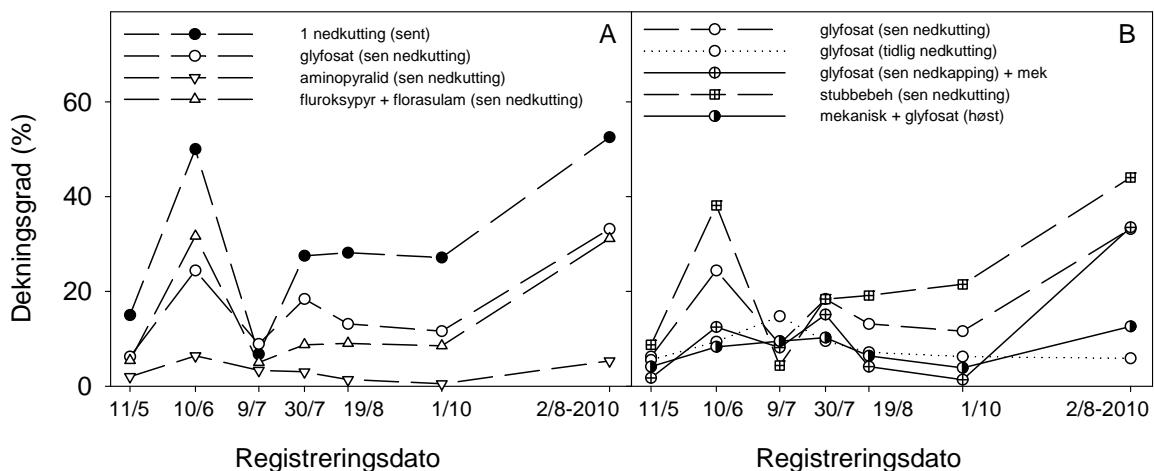 1 nedkutting (sent)
glyfosat (sen nedkutting)
aminopyralid (sen nedkutting)
fluroksypyr + florasulam (sen nedkutting)
A
glyfosat (sen nedkutting)
glyfosat (tidlig nedkutting)
glyfosat (sen nedkapping) + mek
stubbebeh (sen nedkutting)
mekanisk + glyfosat (høst)
B
Dekningsgrad (%)
60
40
20
0
11/5 10/6 9/7 30/7 19/8 1/10 2/8-2010
11/5 10/6 9/7 30/7 19/8 1/10 2/8-2010
Registreringsdato
Registreringsdato